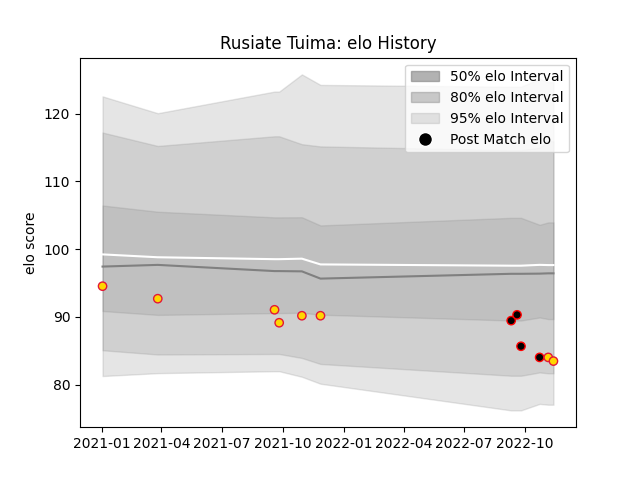 Rusiate Tuima: elo History
50% elo Interval
80% elo Interval
95% elo Interval
Post Match elo
elo score
120
110
100
90
80
2021-01 2021-04 2021-07 2021-10 2022-01 2022-04 2022-07 2022-10